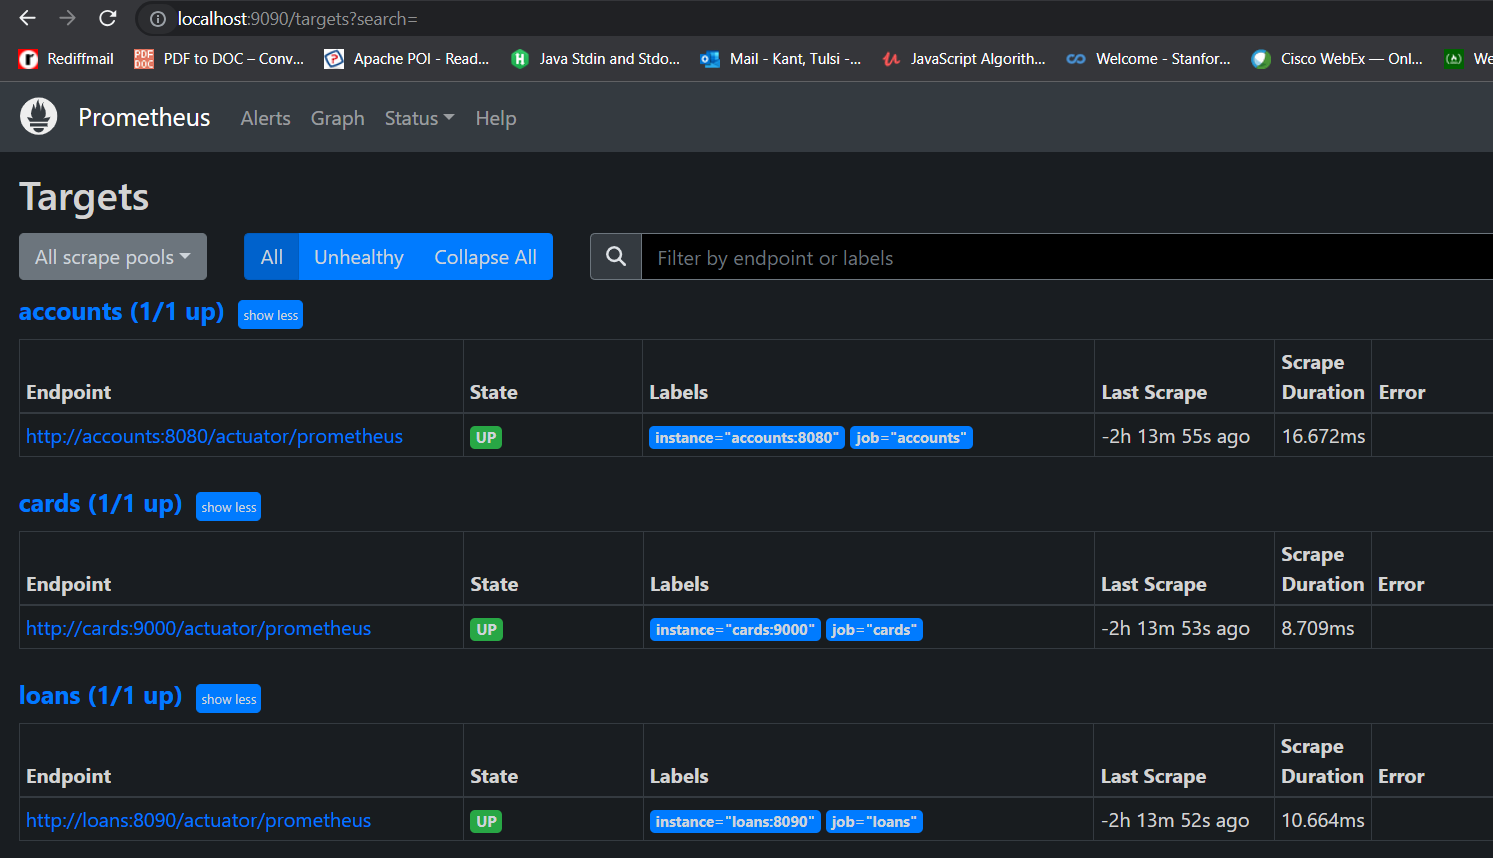 localhost:9090/targets?search=
Rediffmail PDF to DOC – Conv... Apache POI - Read... Java Stdin and Stdo... Mail - Kant, Tulsi -... JavaScript Algorith... Welcome - Stanfor... Cisco WebEx — Onl... We
Prometheus Alerts Graph Status Help
Targets
All scrape pools All Unhealthy Collapse All Filter by endpoint or labels
accounts (1/1 up) show less
Endpoint State Labels Last Scrape Scrape Duration Error
http://accounts:8080/actuator/prometheus UP instance="accounts:8080" job="accounts" -2h 13m 55s ago 16.672ms
cards (1/1 up) show less
Endpoint State Labels Last Scrape Scrape Duration Error
http://cards:9000/actuator/prometheus UP instance="cards:9000" job="cards" -2h 13m 53s ago 8.709ms
loans (1/1 up) show less
Endpoint State Labels Last Scrape Scrape Duration Error
http://loans:8090/actuator/prometheus UP instance="loans:8090" job="loans" -2h 13m 52s ago 10.664ms